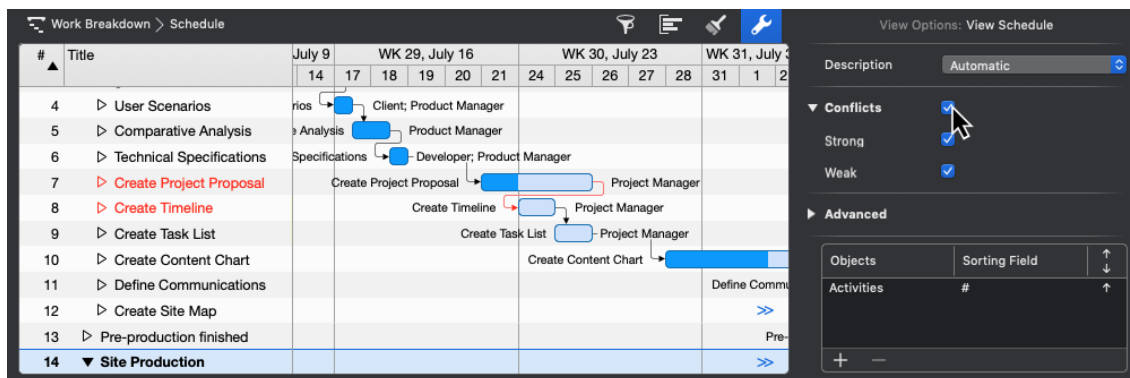 Work Breakdown > Schedule
View Options: View Schedule
# Title
July 9 WK 29, July 16 WK 30, July 23 WK 31, July
14 17 18 19 20 21 24 25 26 27 28 31 1 2
4 User Scenarios rios Client; Product Manager
5 Comparative Analysis Analysis Product Manager
6 Technical Specifications Specifications Developer; Product Manager
7 Create Project Proposal Create Project Proposal Project Manager
8 Create Timeline Create Timeline Project Manager
9 Create Task List Create Task List Project Manager
10 Create Content Chart Create Content Chart
11 Define Communications Define Commu
12 Create Site Map >>
13 Pre-production finished Pre-
14 Site Production >>
Description Automatic
Conflicts
Strong
Weak
Advanced
Objects Sorting Field ↑↓
Activities # ↑
+ −